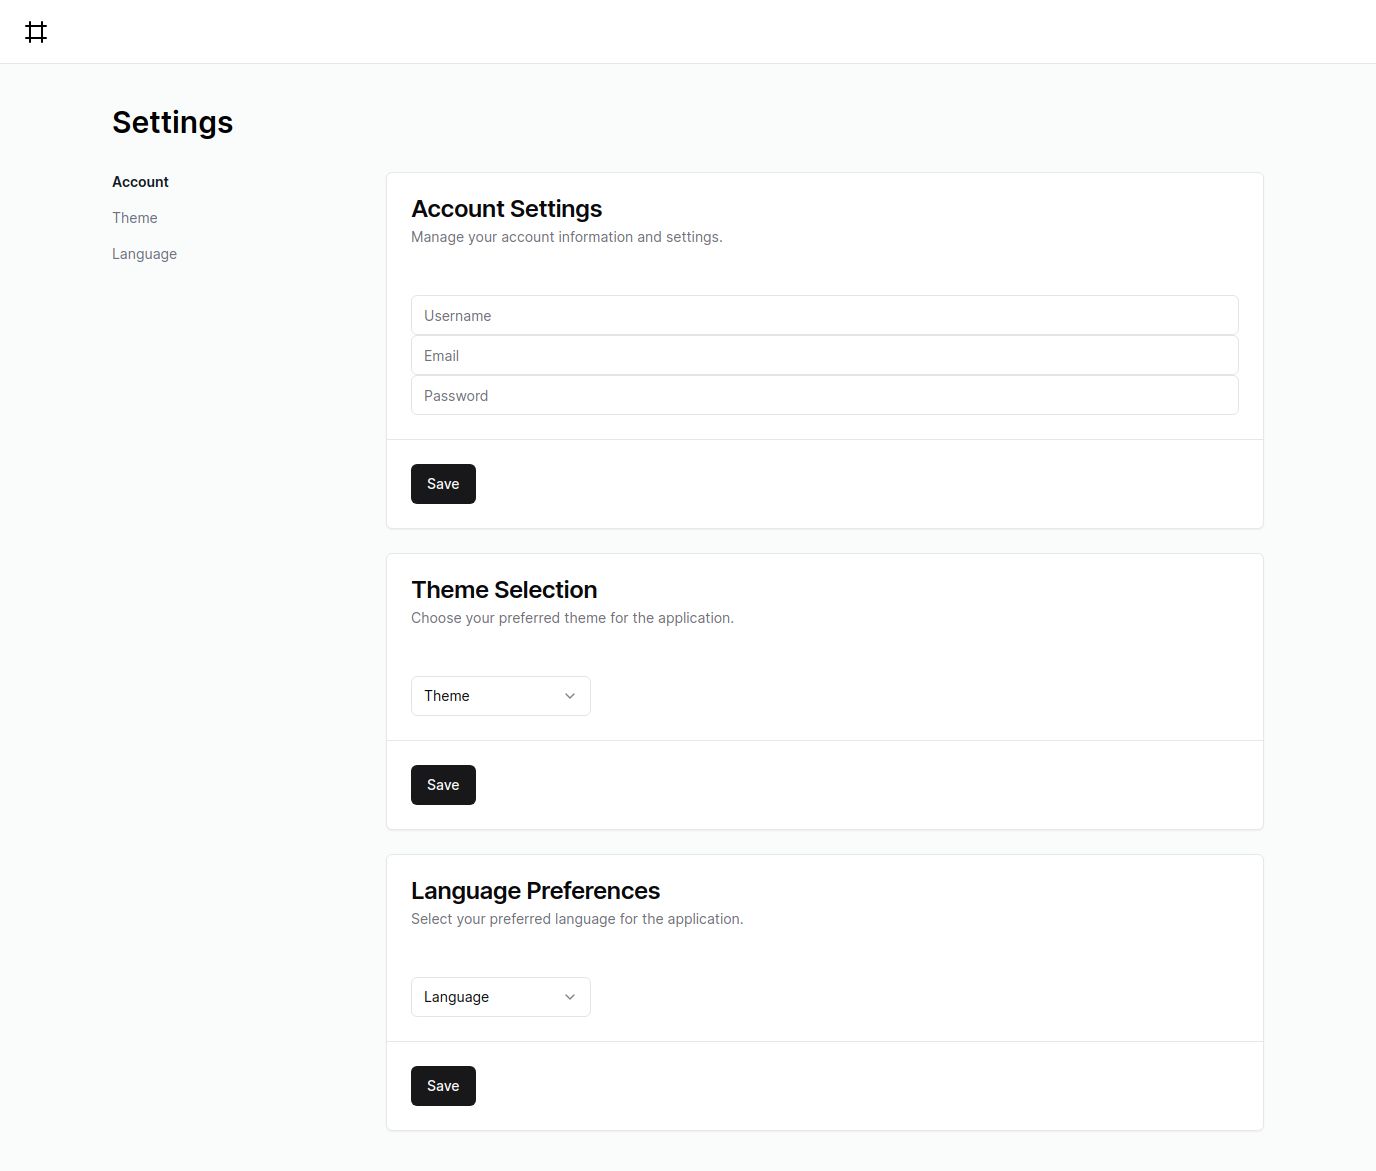 Settings
Account
Theme
Language
Account Settings
Manage your account information and settings.
Username
Email
Password
Save
Theme Selection
Choose your preferred theme for the application.
Theme
Save
Language Preferences
Select your preferred language for the application.
Language
Save